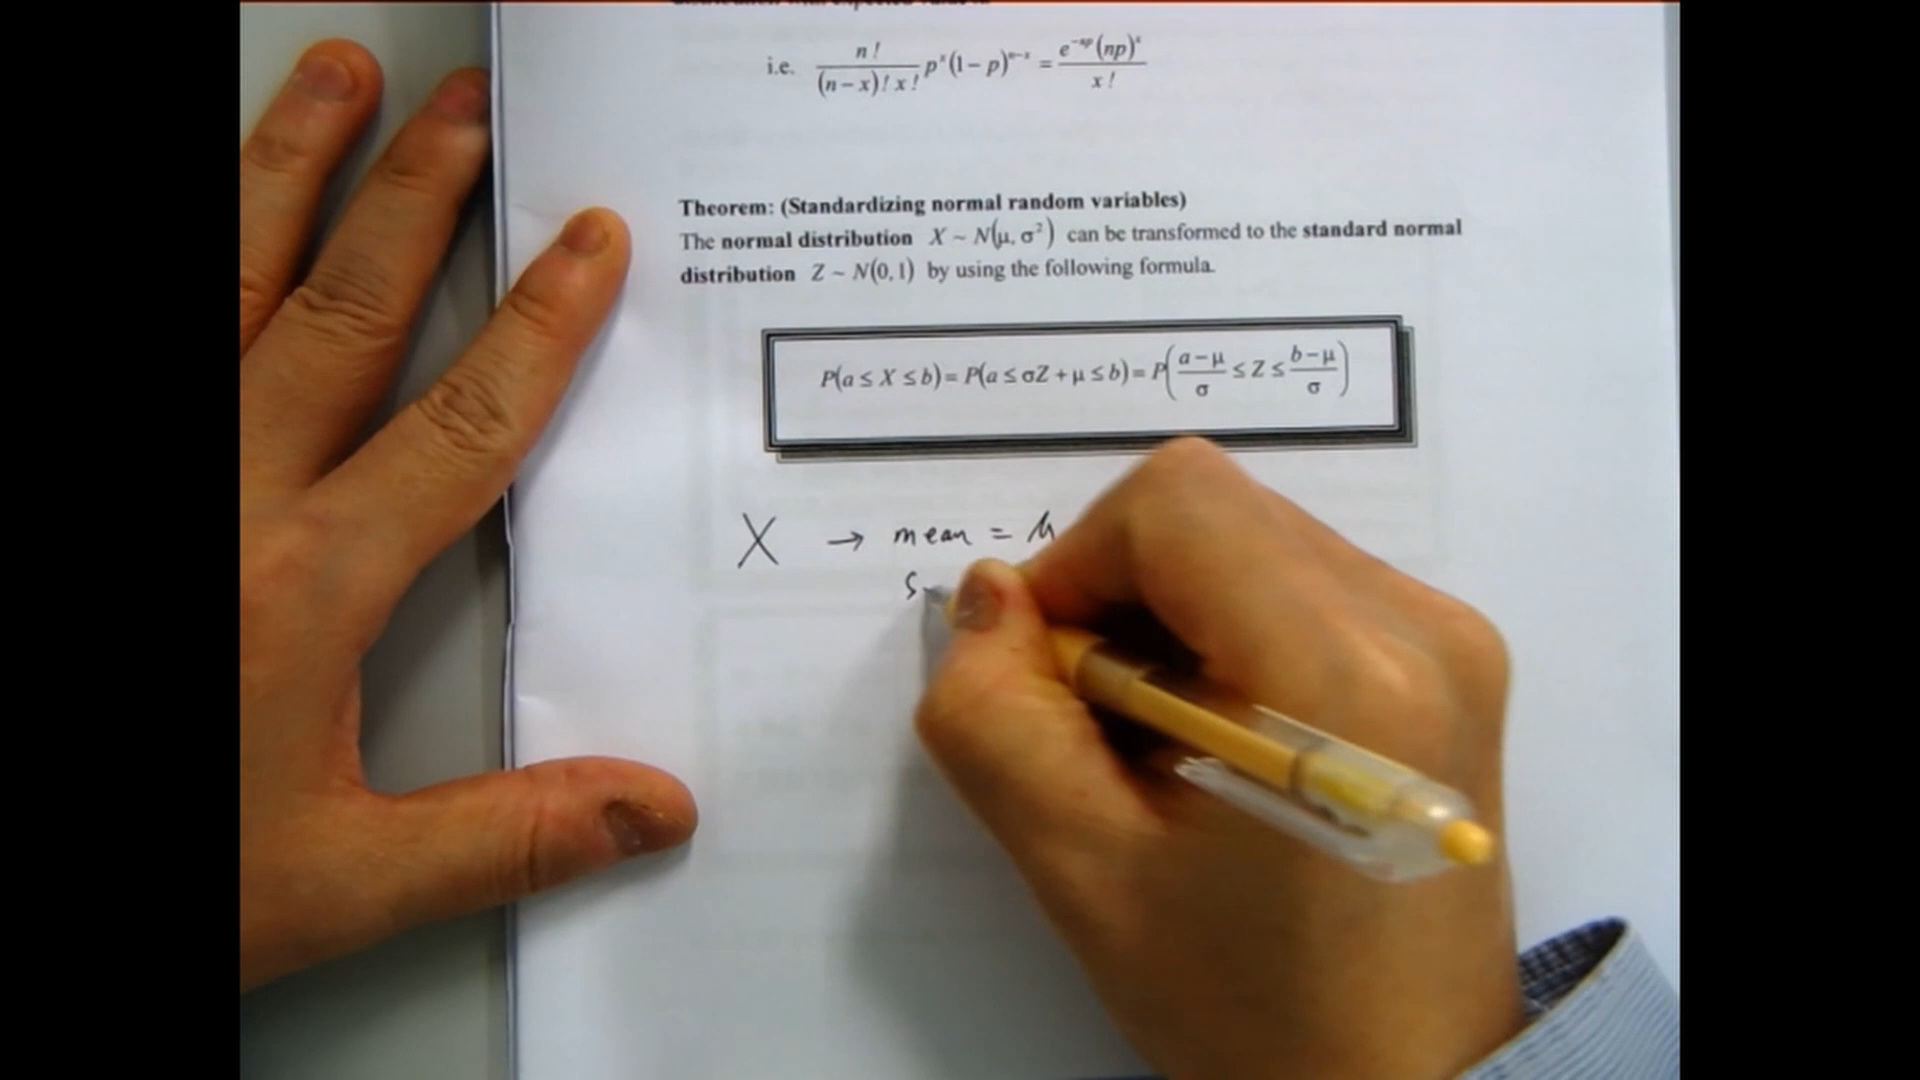 i.e. n! / (n−x)! x! p^x (1−p)^(n−x) = e^(−np) (np)^x / x!
Theorem: (Standardizing normal random variables)
The normal distribution X ~ N(μ, σ²) can be transformed to the standard normal
distribution Z ~ N(0, 1) by using the following formula.
P(a ≤ X ≤ b) = P(a ≤ σZ + μ ≤ b) = P((a−μ)/σ ≤ Z ≤ (b−μ)/σ)
X → mean = μ
S